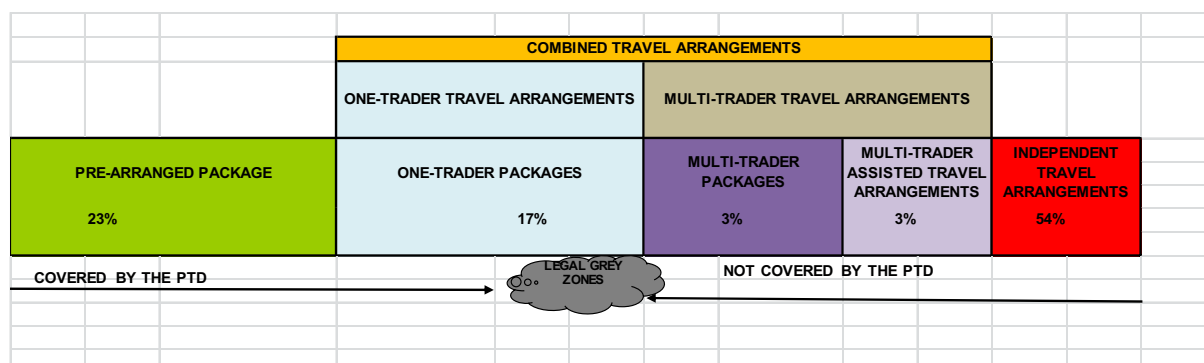 COMBINED TRAVEL ARRANGEMENTS
ONE-TRADER TRAVEL ARRANGEMENTS
MULTI-TRADER TRAVEL ARRANGEMENTS
PRE-ARRANGED PACKAGE
23%
ONE-TRADER PACKAGES
17%
MULTI-TRADER
PACKAGES
3%
MULTI-TRADER
ASSISTED TRAVEL
ARRANGEMENTS
3%
INDEPENDENT
TRAVEL
ARRANGEMENTS
54%
COVERED BY THE PTD
LEGAL GREY
ZONES
NOT COVERED BY THE PTD